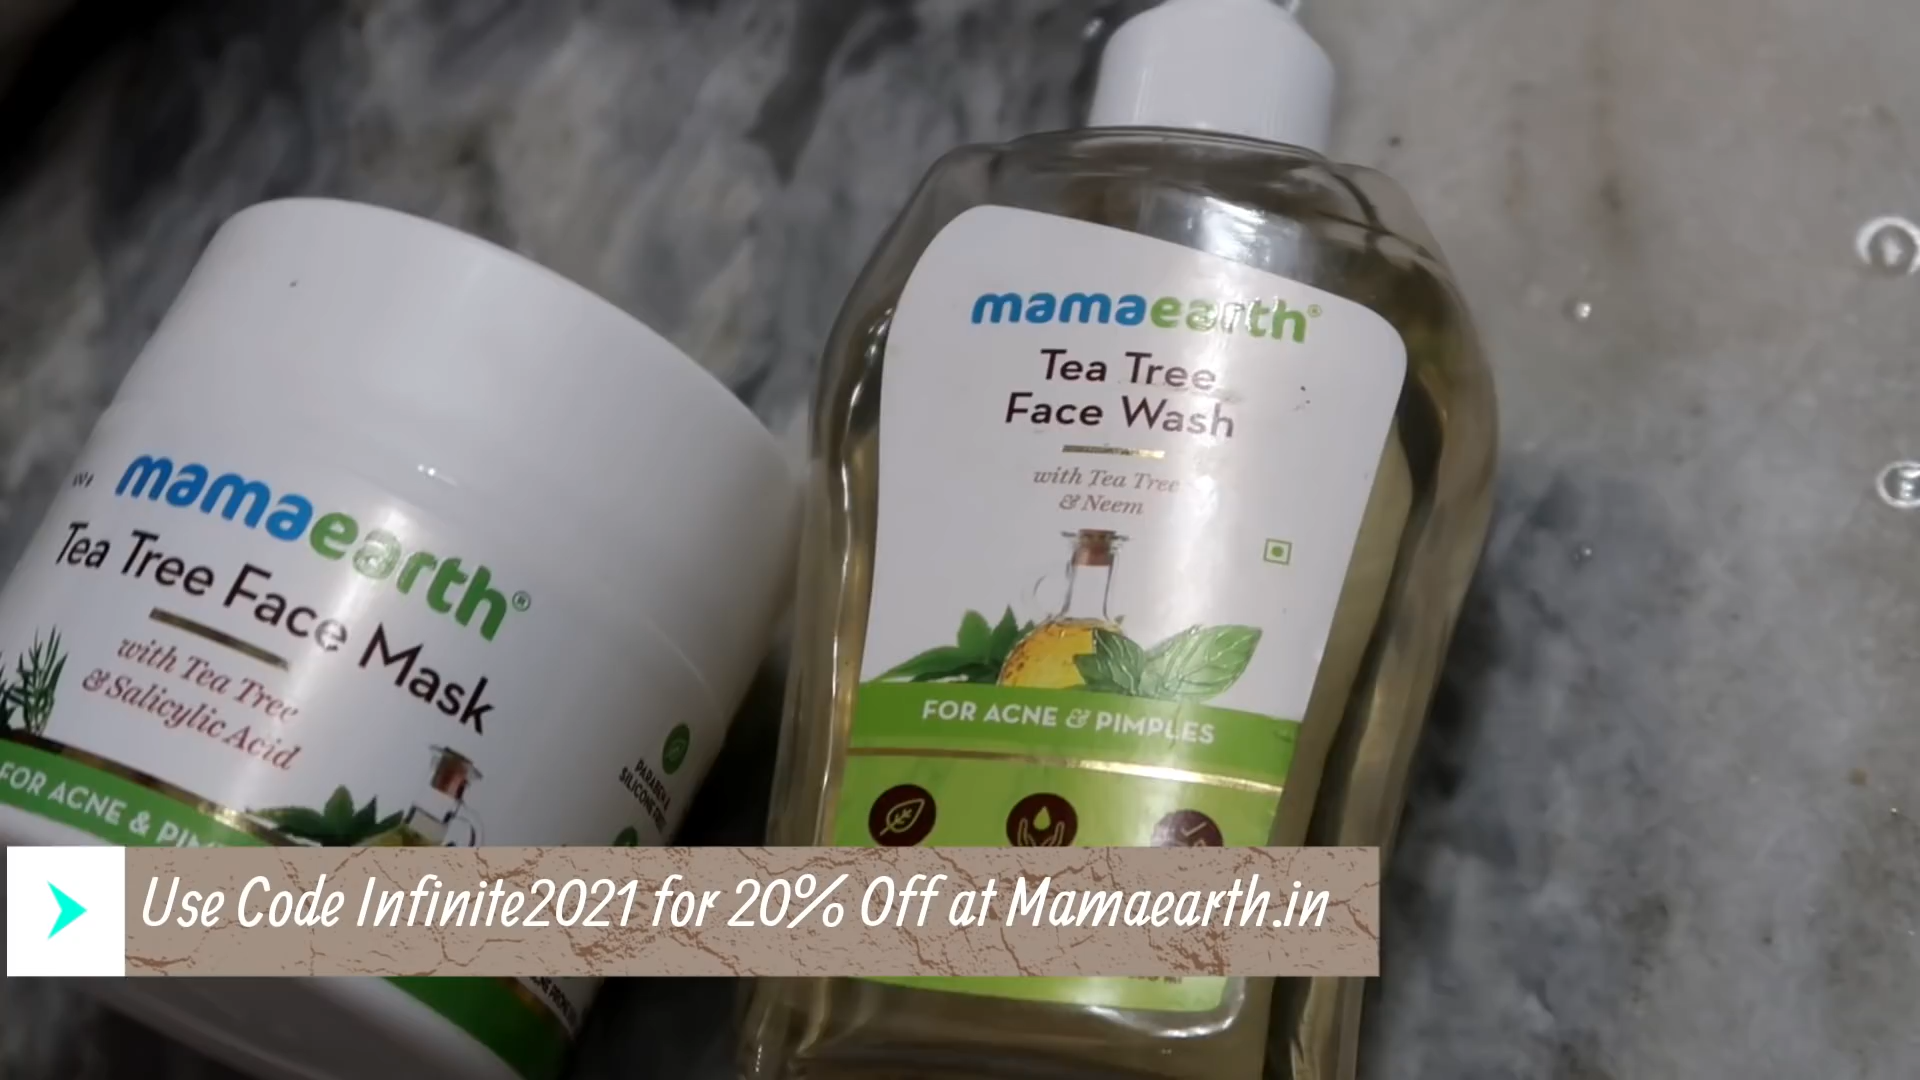 mamaearth®
Tea Tree Face Mask
with Tea Tree
& Salicylic Acid
FOR ACNE &
PARABEN &
mamaearth®
Tea Tree
Face Wash
with Tea Tree
& Neem
FOR ACNE & PIMPLES
Use Code Infinite2021 for 20% Off at Mamaearth.in